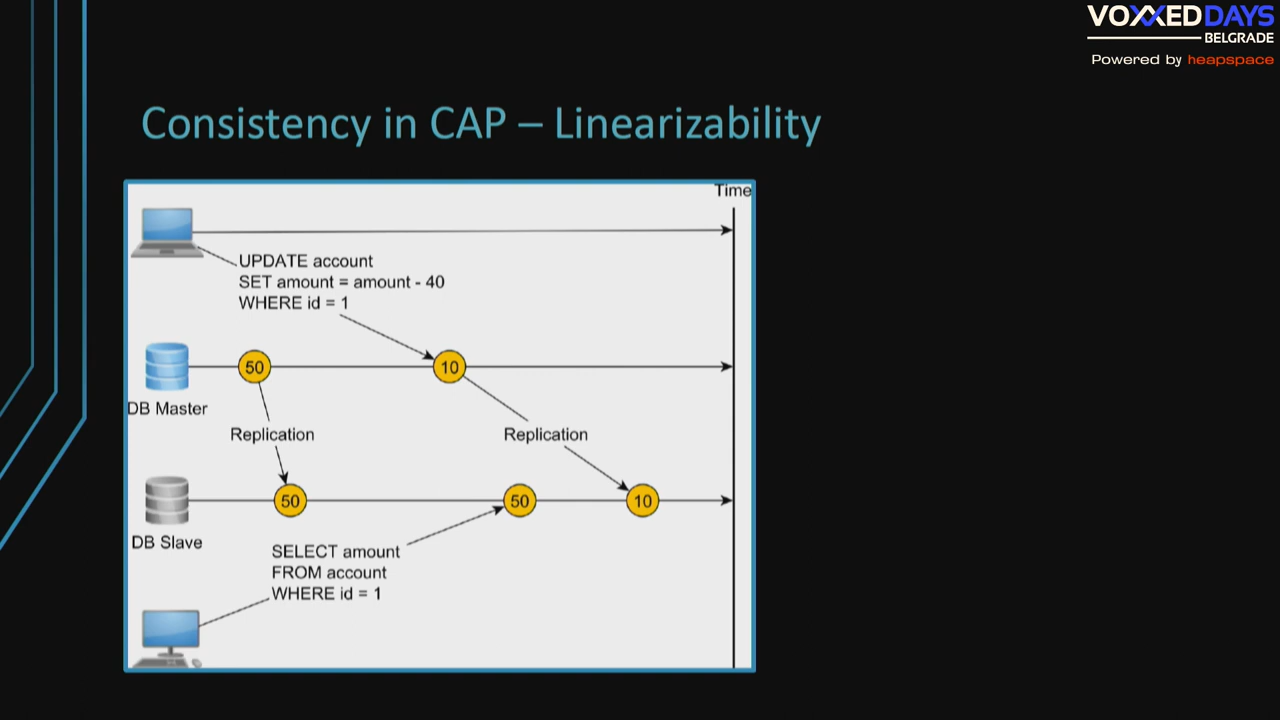 VOXXED DAYS
BELGRADE
Powered by heapspace
Consistency in CAP – Linearizability
Time
UPDATE account
SET amount = amount - 40
WHERE id = 1
50
10
DB Master
Replication
Replication
50
50
10
DB Slave
SELECT amount
FROM account
WHERE id = 1